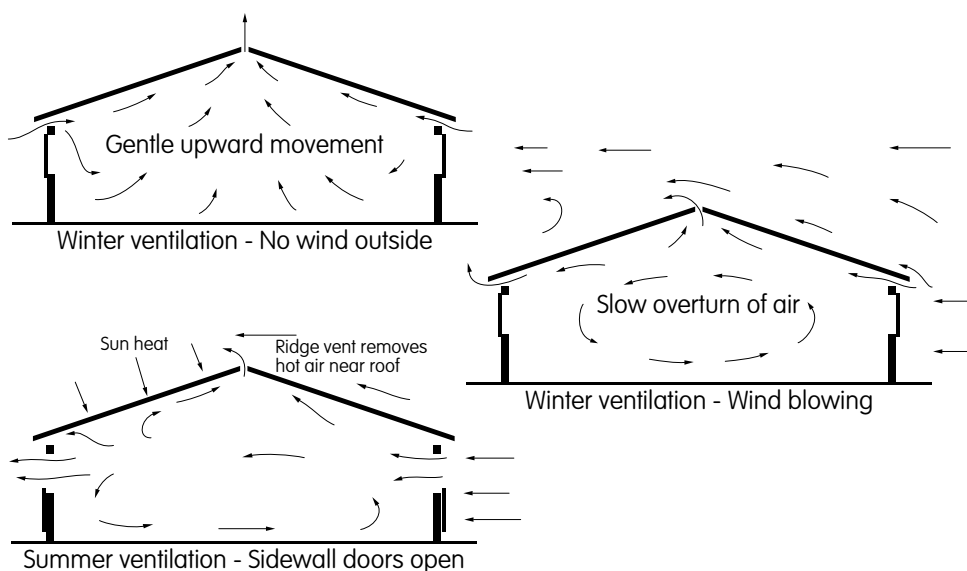 Gentle upward movement
Winter ventilation - No wind outside
Slow overturn of air
Winter ventilation - Wind blowing
Sun heat
Ridge vent removes
hot air near roof
Summer ventilation - Sidewall doors open